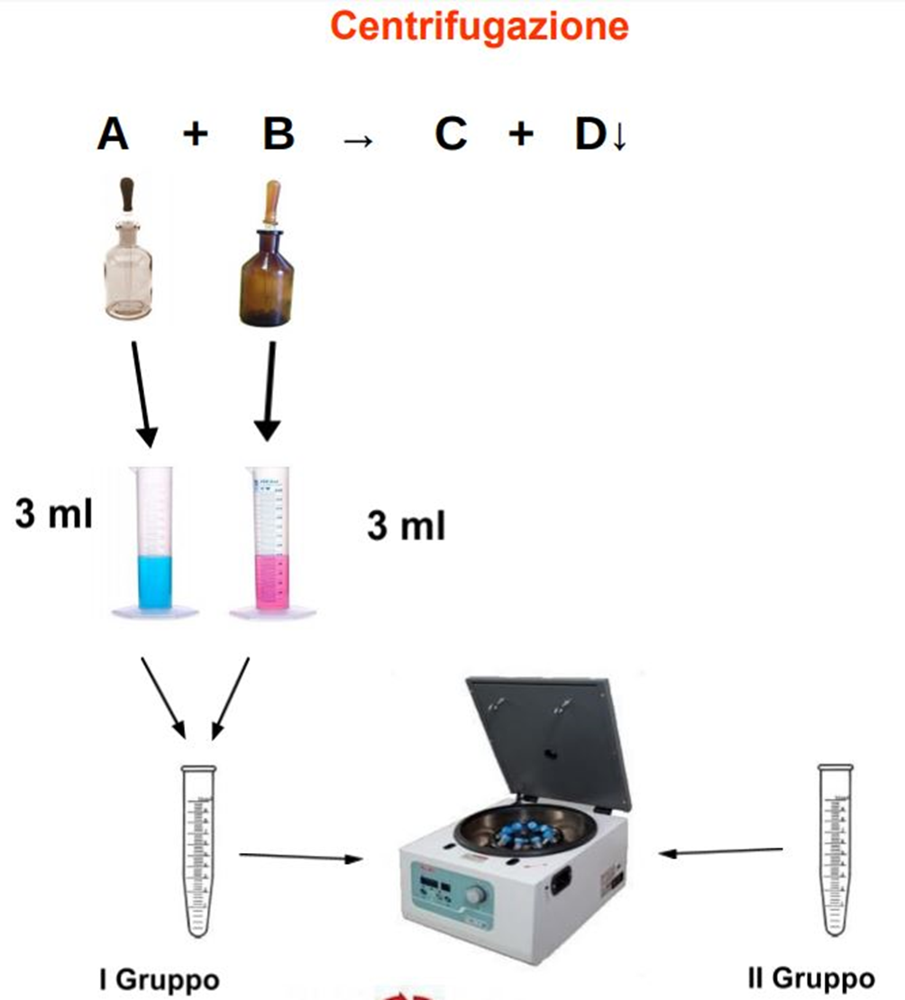 Centrifugazione
A + B → C + D↓
3 ml
3 ml
I Gruppo
II Gruppo